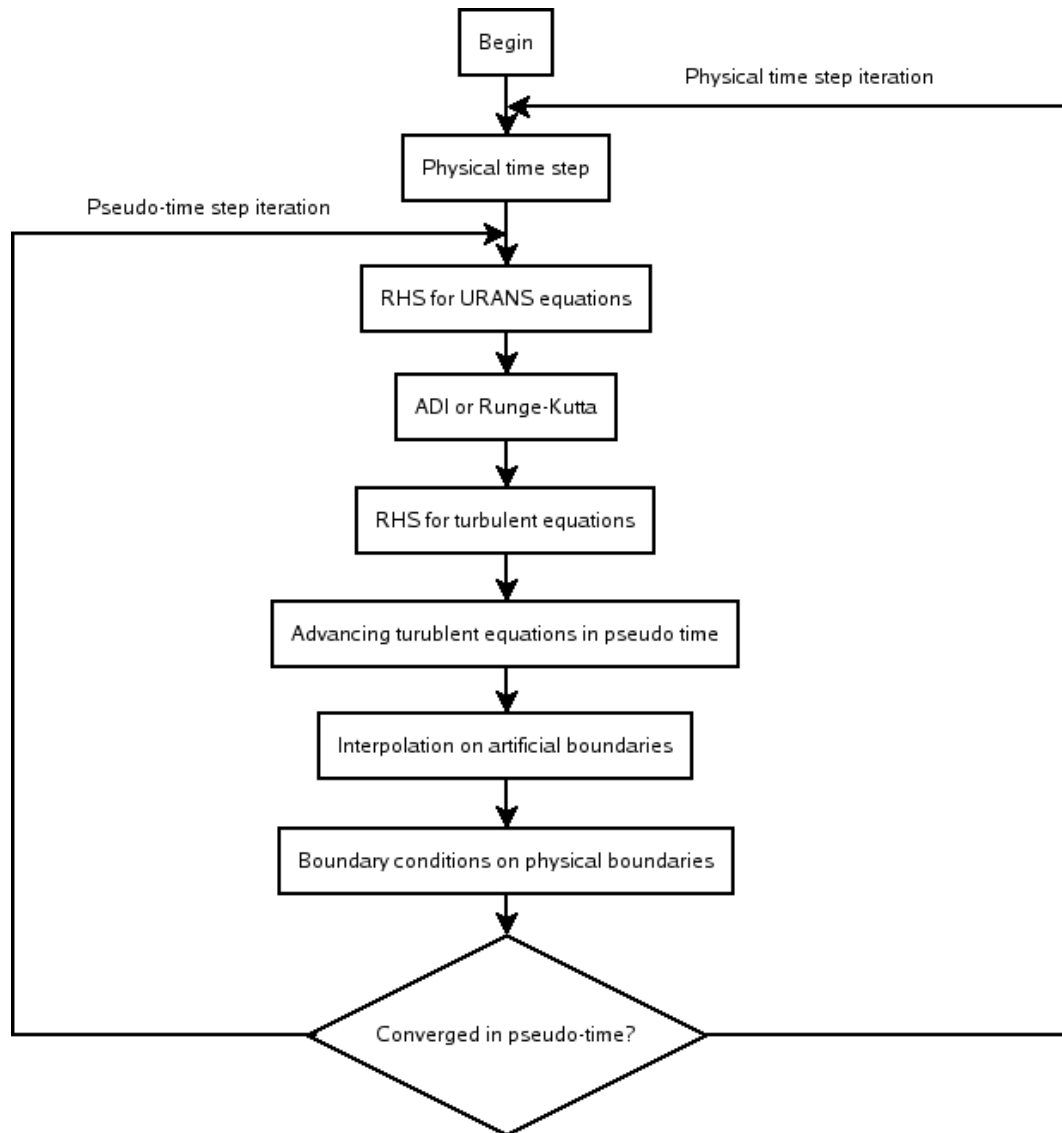 Begin
Physical time step iteration
Physical time step
Pseudo-time step iteration
RHS for URANS equations
ADI or Runge-Kutta
RHS for turbulent equations
Advancing turublent equations in pseudo time
Interpolation on artificial boundaries
Boundary conditions on physical boundaries
Converged in pseudo-time?